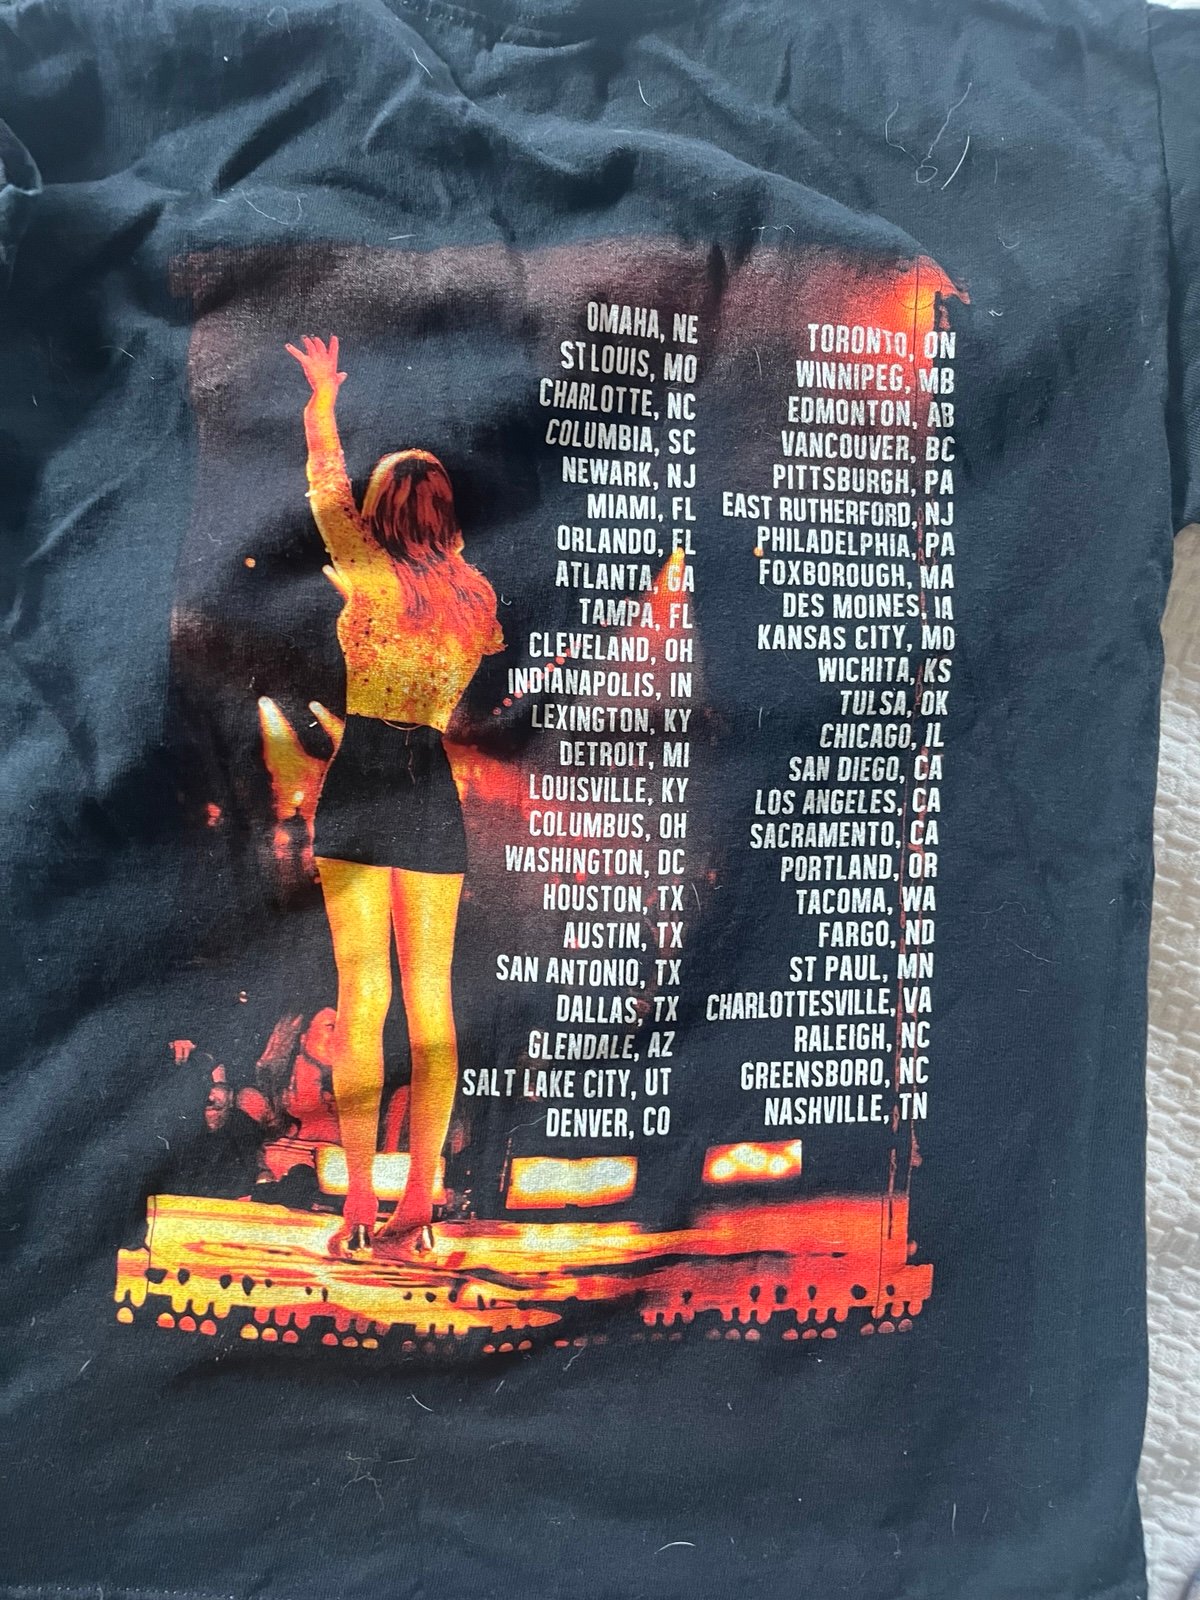 OMAHA, NE
ST LOUIS, MO
CHARLOTTE, NC
COLUMBIA, SC
NEWARK, NJ
MIAMI, FL
ORLANDO, FL
ATLANTA, GA
TAMPA, FL
CLEVELAND, OH
INDIANAPOLIS, IN
LEXINGTON, KY
DETROIT, MI
LOUISVILLE, KY
COLUMBUS, OH
WASHINGTON, DC
HOUSTON, TX
AUSTIN, TX
SAN ANTONIO, TX
DALLAS, TX
GLENDALE, AZ
SALT LAKE CITY, UT
DENVER, CO
TORONTO, ON
WINNIPEG, MB
EDMONTON, AB
VANCOUVER, BC
PITTSBURGH, PA
EAST RUTHERFORD, NJ
PHILADELPHIA, PA
FOXBOROUGH, MA
DES MOINES, IA
KANSAS CITY, MO
WICHITA, KS
TULSA, OK
CHICAGO, IL
SAN DIEGO, CA
LOS ANGELES, CA
SACRAMENTO, CA
PORTLAND, OR
TACOMA, WA
FARGO, ND
ST PAUL, MN
CHARLOTTESVILLE, VA
RALEIGH, NC
GREENSBORO, NC
NASHVILLE, TN